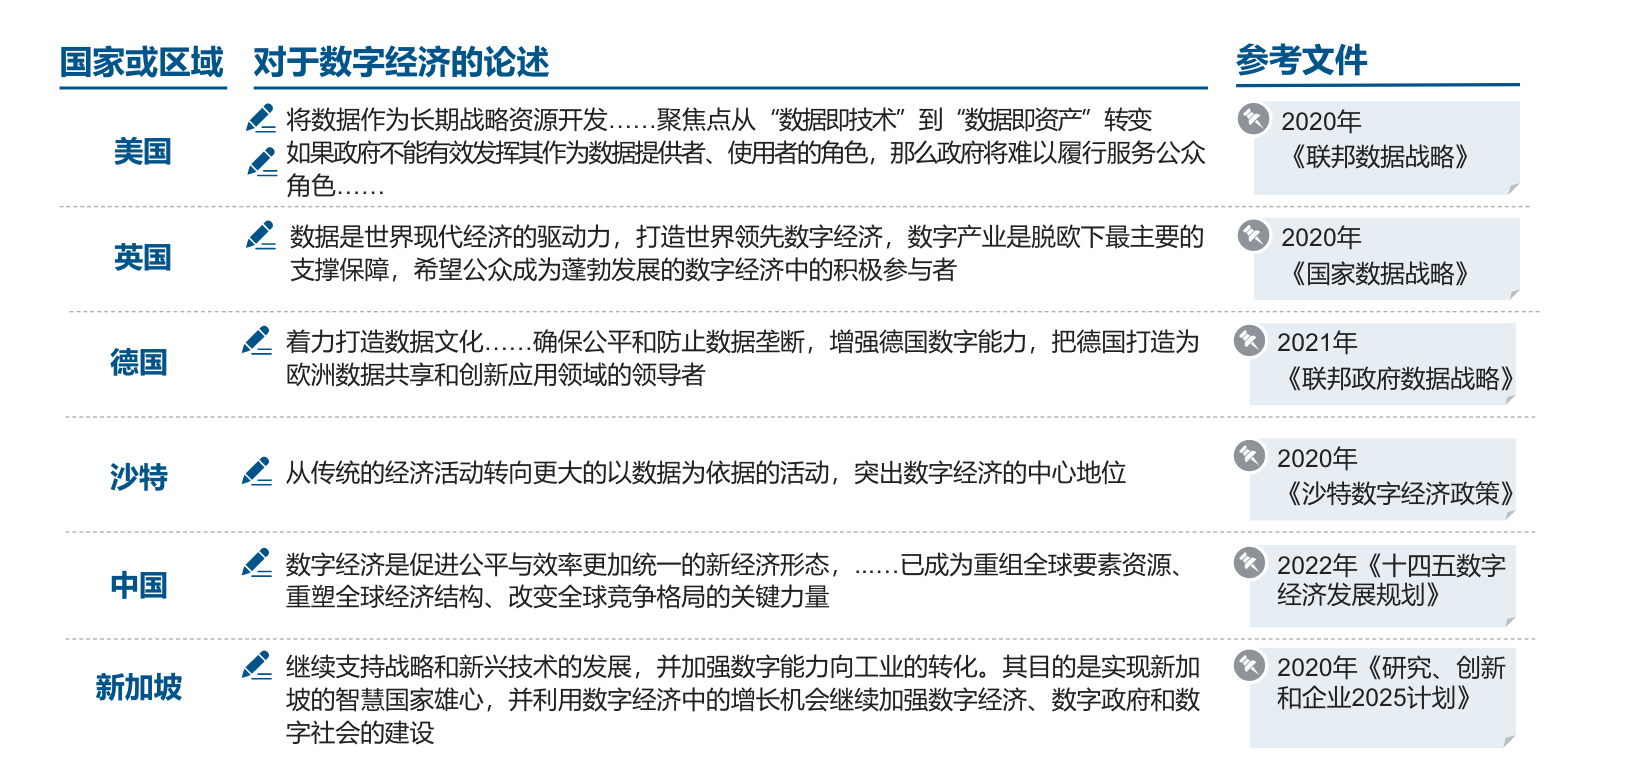 国家或区域
对于数字经济的论述
参考文件
美国
将数据作为长期战略资源开发……聚焦点从“数据即技术”到“数据即资产”转变
如果政府不能有效发挥其作为数据提供者、使用者的角色，那么政府将难以履行服务公众
角色……
2020年
《联邦数据战略》
英国
数据是世界现代经济的驱动力，打造世界领先数字经济，数字产业是脱欧下最主要的
支撑保障，希望公众成为蓬勃发展的数字经济中的积极参与者
2020年
《国家数据战略》
德国
着力打造数据文化……确保公平和防止数据垄断，增强德国数字能力，把德国打造为
欧洲数据共享和创新应用领域的领导者
2021年
《联邦政府数据战略》
沙特
从传统的经济活动转向更大的以数据为依据的活动，突出数字经济的中心地位
2020年
《沙特数字经济政策》
中国
数字经济是促进公平与效率更加统一的新经济形态，……已成为重组全球要素资源、
重塑全球经济结构、改变全球竞争格局的关键力量
2022年《十四五数字
经济发展规划》
新加坡
继续支持战略和新兴技术的发展，并加强数字能力向工业的转化。其目的是实现新加
坡的智慧国家雄心，并利用数字经济中的增长机会继续加强数字经济、数字政府和数
字社会的建设
2020年《研究、创新
和企业2025计划》